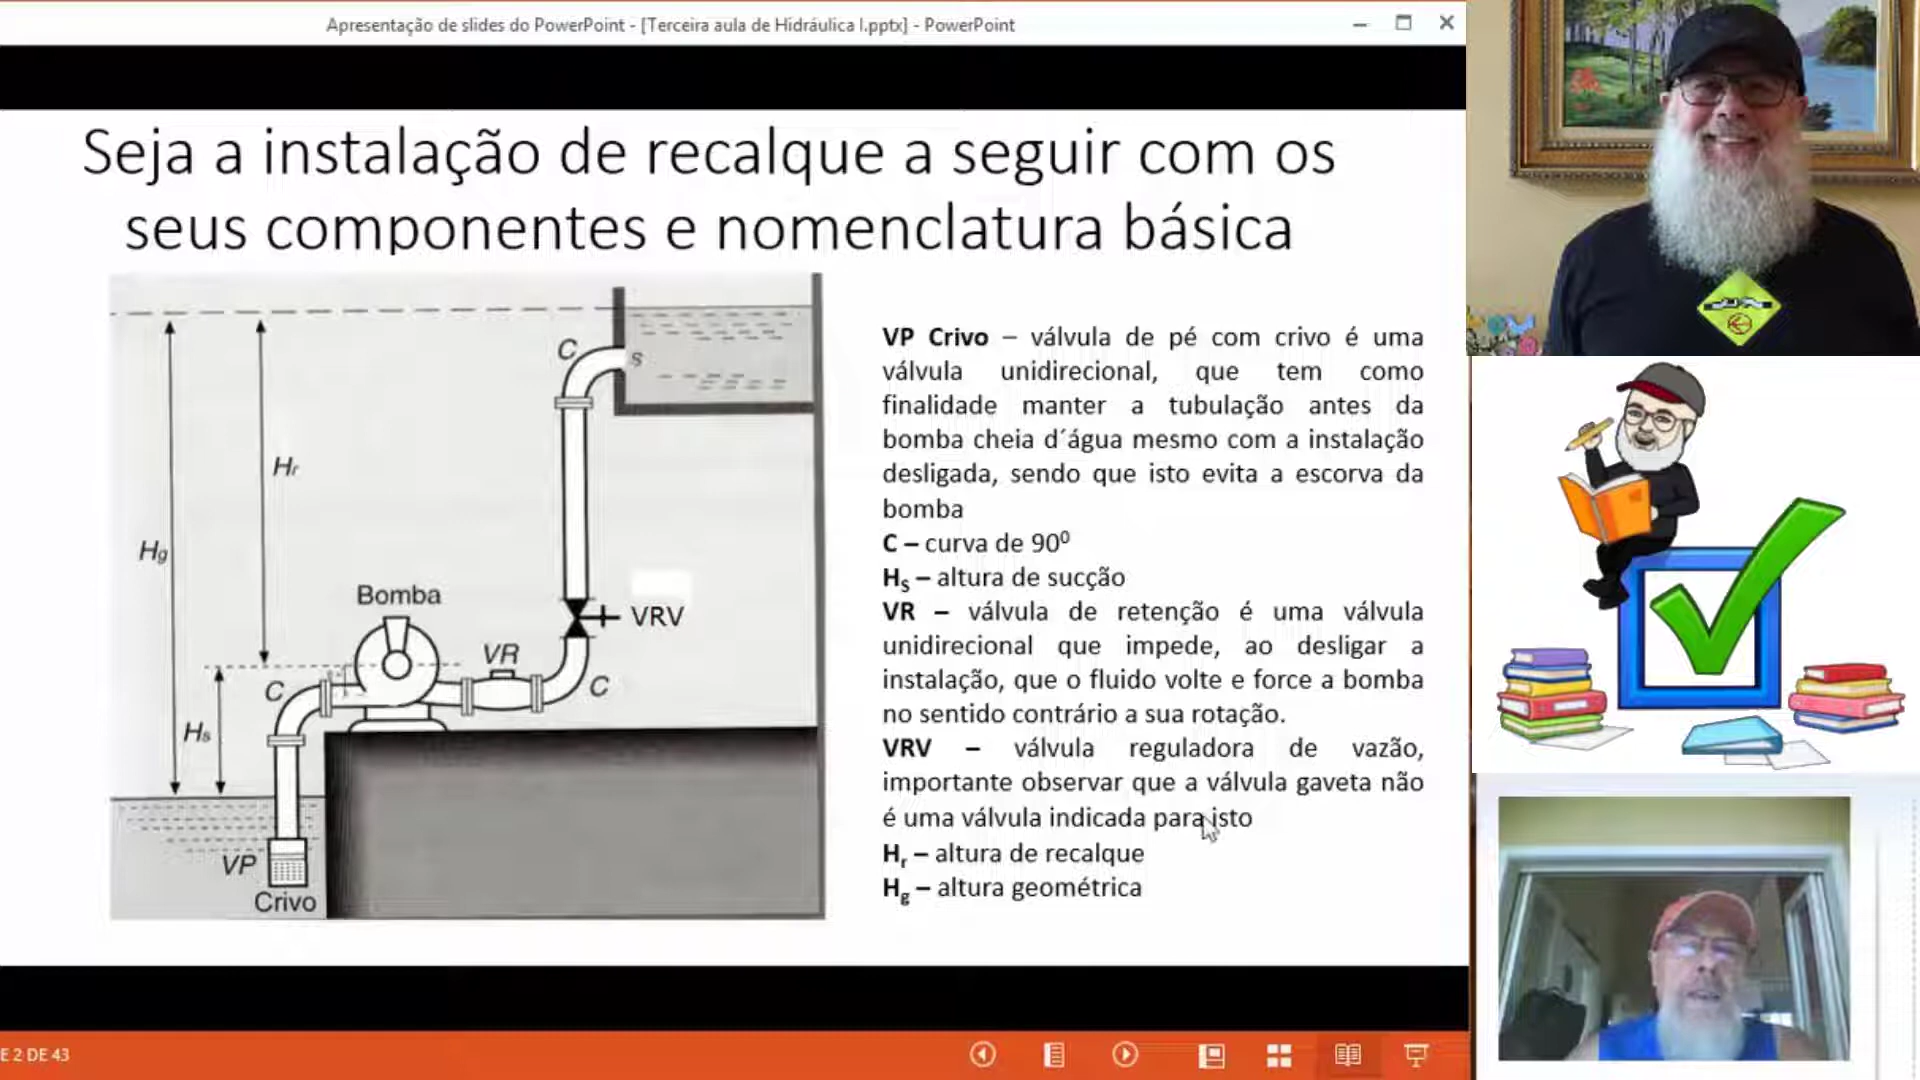 Apresentação de slides do PowerPoint - [Terceira aula de Hidráulica I.pptx] - PowerPoint
Seja a instalação de recalque a seguir com os
seus componentes e nomenclatura básica
C
S
Hr
Hg
Bomba
VRV
VR
C
C
Hs
VP
Crivo
VP Crivo – válvula de pé com crivo é uma
válvula unidirecional, que tem como
finalidade manter a tubulação antes da
bomba cheia d´água mesmo com a instalação
desligada, sendo que isto evita a escorva da
bomba
C – curva de 90⁰
HS – altura de sucção
VR – válvula de retenção é uma válvula
unidirecional que impede, ao desligar a
instalação, que o fluido volte e force a bomba
no sentido contrário a sua rotação.
VRV – válvula reguladora de vazão,
importante observar que a válvula gaveta não
é uma válvula indicada para isto
Hr – altura de recalque
Hg – altura geométrica
E 2 DE 43